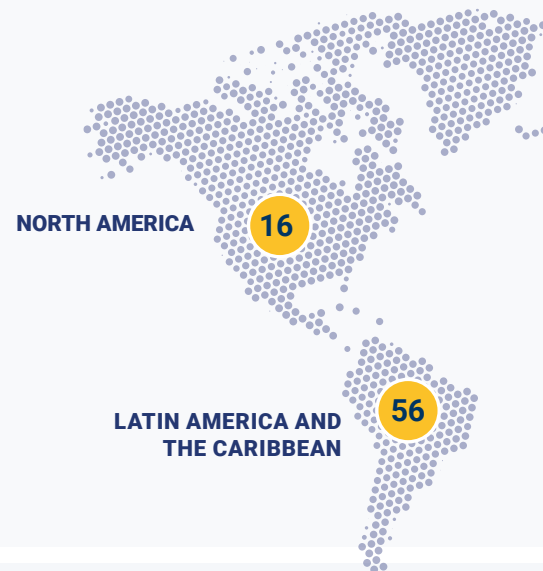 NORTH AMERICA
16
56
LATIN AMERICA AND
THE CARIBBEAN